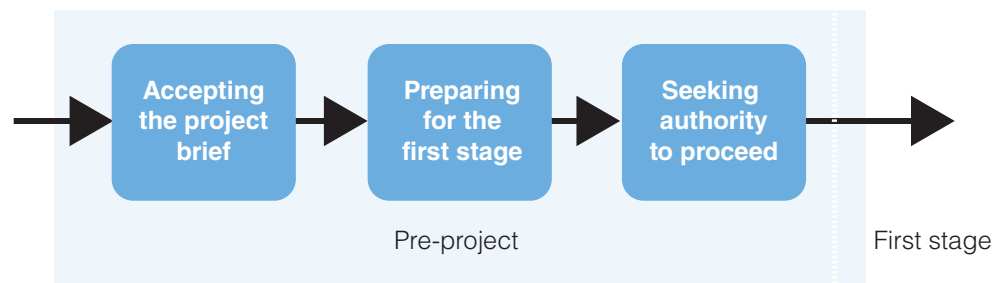 Accepting
the project
brief
Preparing
for the
first stage
Seeking
authority
to proceed
Pre-project
First stage